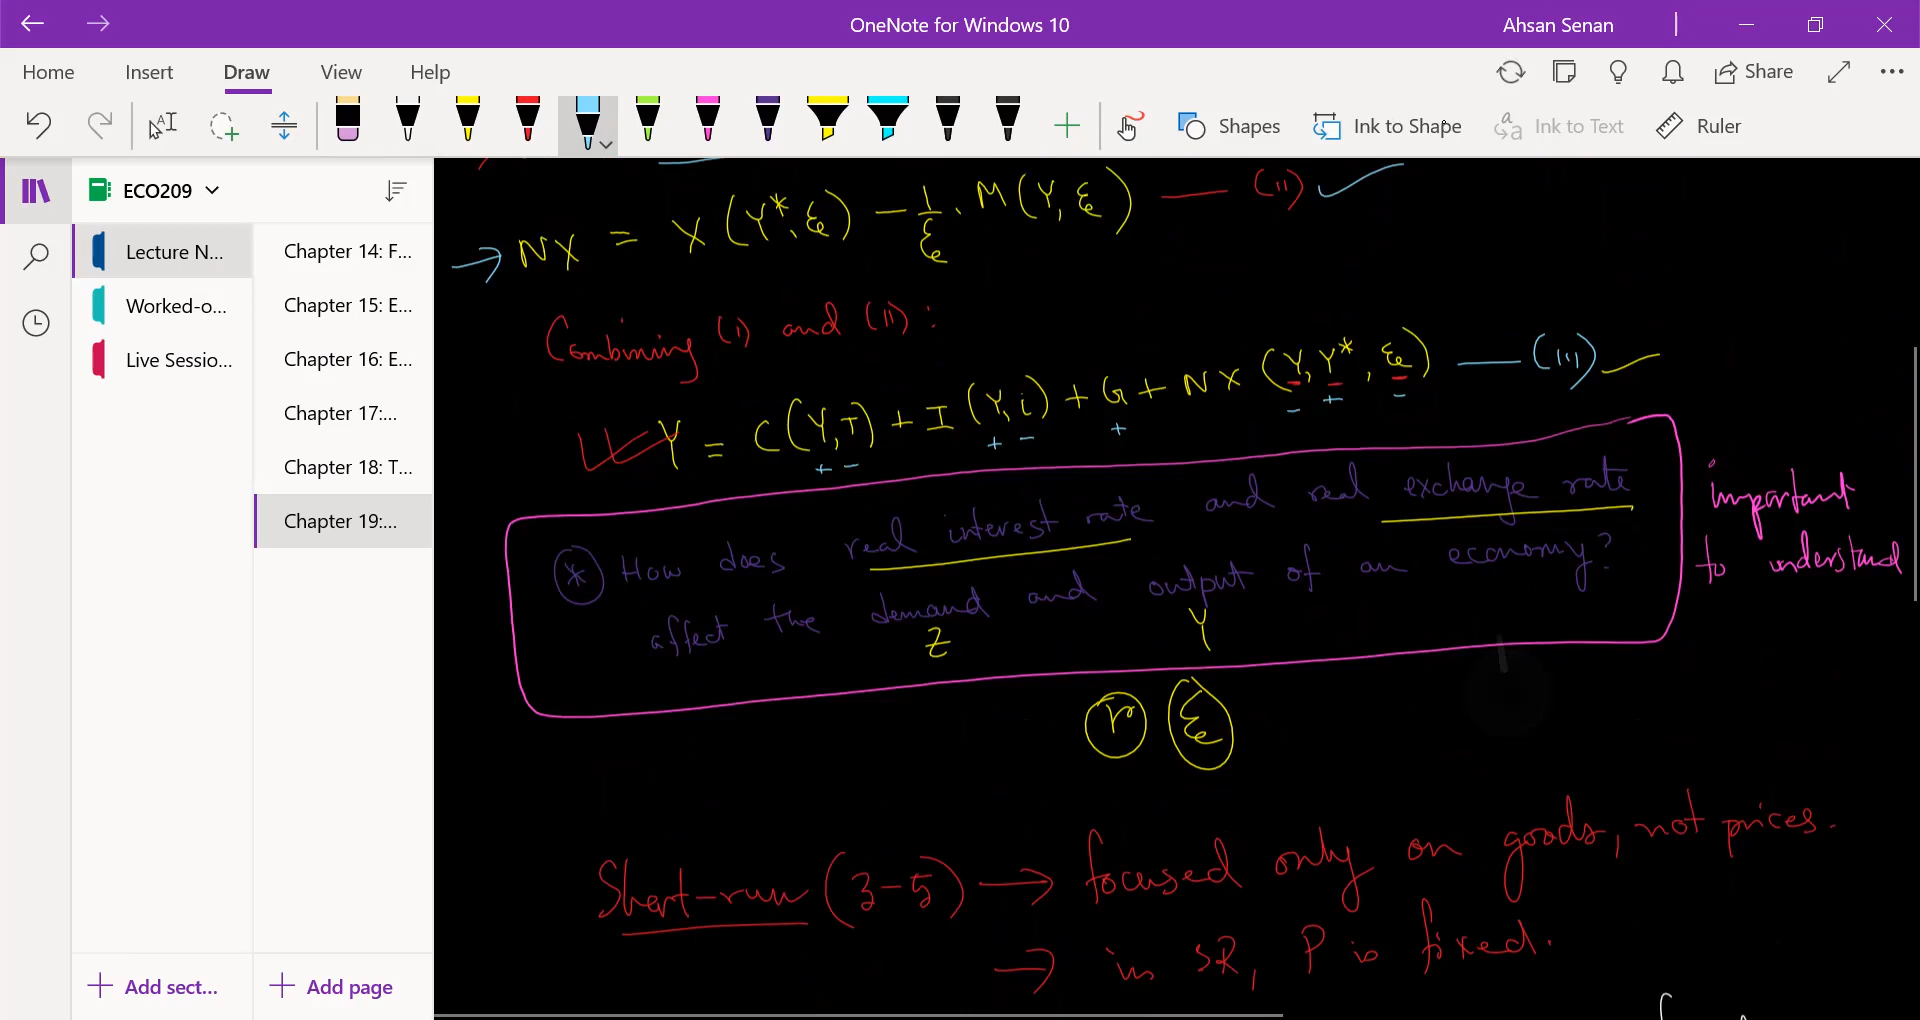 OneNote for Windows 10
Ahsan Senan
Home Insert Draw View Help
Share
Shapes Ink to Shape Ink to Text Ruler
ECO209
Lecture N...
Worked-o...
Live Sessio...
Chapter 14: F...
Chapter 15: E...
Chapter 16: E...
Chapter 17:...
Chapter 18: T...
Chapter 19:...
Add sect...
Add page
→ NX = X (Y*, ξ) − 1/ξ . M (Y, ξ) — (II) ✓
Combining (I) and (II) :
Y = C (Y, T) + I (Y, i) + G + NX (Y, Y*, ξ) — (III)
+ − + − + − + −
* How does real interest rate and real exchange rate
affect the demand and output of an economy?
Z Y
important
to understand
r ξ
Short-run (3-5) → focused only on goods, not prices.
→ in SR, P is fixed.